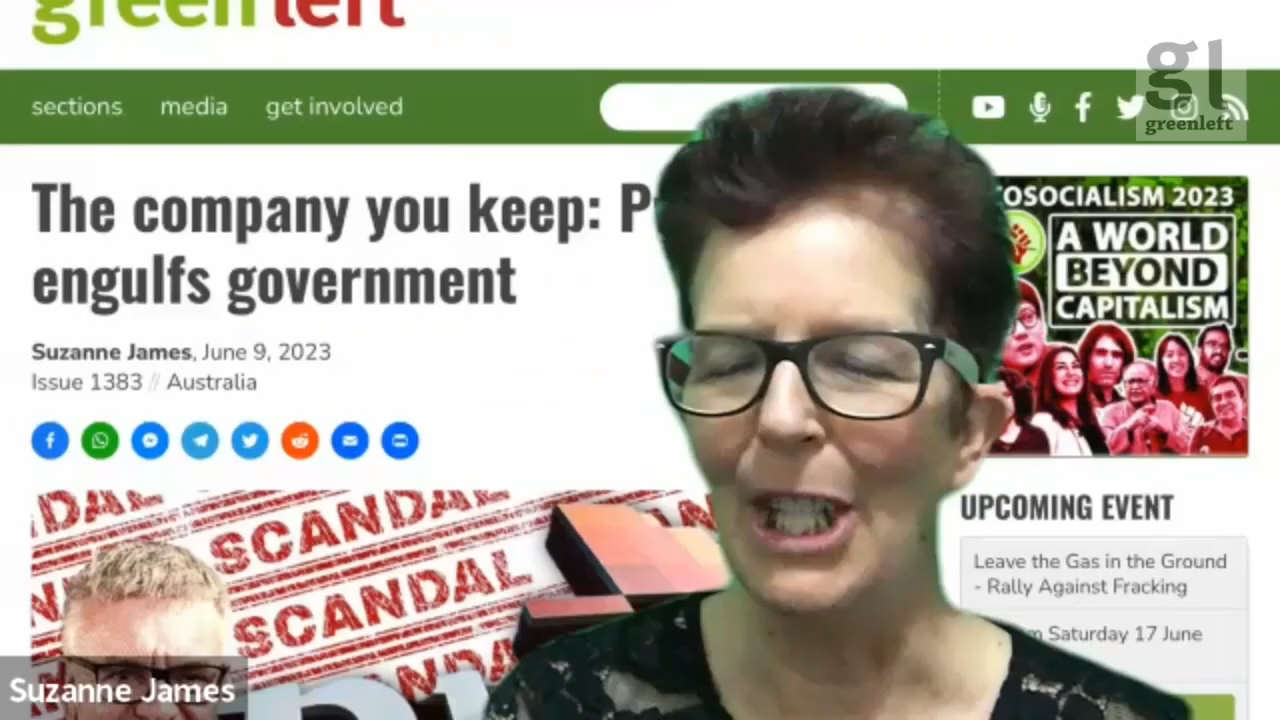 green left
sections media get involved
gl
greenleft
The company you keep: P
engulfs government
Suzanne James, June 9, 2023
Issue 1383 // Australia
OSOCIALISM 2023
A WORLD
BEYOND
CAPITALISM
SCANDAL
SCANDAL
UPCOMING EVENT
Leave the Gas in the Ground
- Rally Against Fracking
Saturday 17 June
Suzanne James